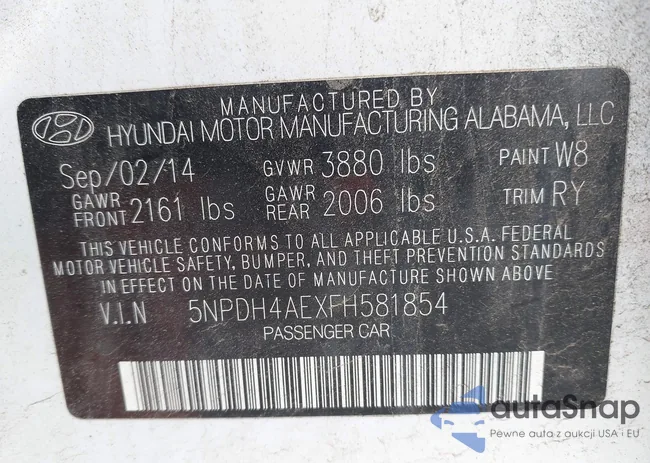 MANUFACTURED BY
HYUNDAI MOTOR MANUFACTURING ALABAMA, LLC
Sep/02/14 GVWR 3880 lbs PAINT W8
GAWR FRONT 2161 lbs GAWR REAR 2006 lbs TRIM RY
THIS VEHICLE CONFORMS TO ALL APPLICABLE U.S.A. FEDERAL
MOTOR VEHICLE SAFETY, BUMPER, AND THEFT PREVENTION STANDARDS
IN EFFECT ON THE DATE OF MANUFACTURE SHOWN ABOVE
V.I.N 5NPDH4AEXFH581854
PASSENGER CAR
autaSnap
Pewne auta z aukcji USA i EU